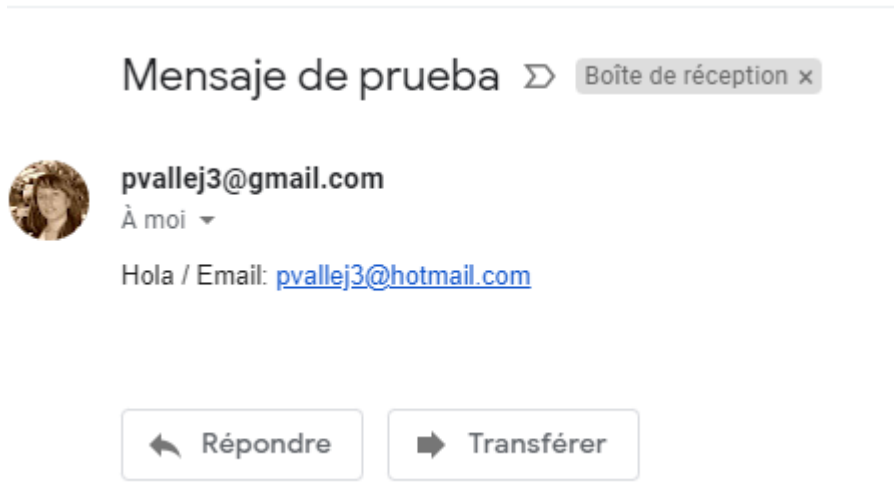 Mensaje de prueba Boîte de réception ×
pvallej3@gmail.com
À moi
Hola / Email: pvallej3@hotmail.com
Répondre Transférer